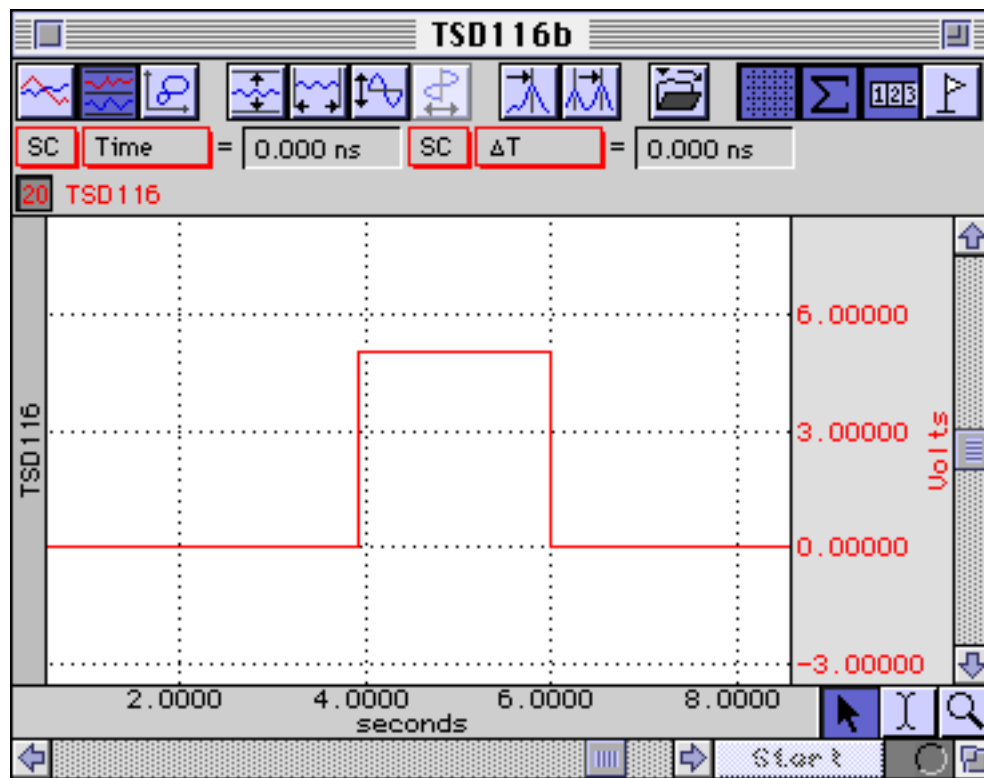 TSD116b
123
SC Time = 0.000 ns SC ΔT = 0.000 ns
20 TSD116
TSD116
6.00000
3.00000
0.00000
-3.00000
Volts
2.0000 4.0000 6.0000 8.0000
seconds
Start